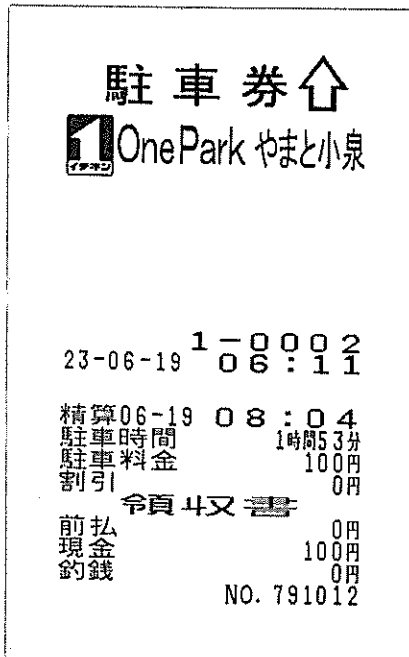 駐車券
1 イチキン OnePark やまと小泉
1-0002
23-06-19 06:11
精算06-19 08:04
駐車時間 1時間53分
駐車料金 100円
割引 0円
領収書
前払 0円
現金 100円
釣銭 0円
NO. 791012